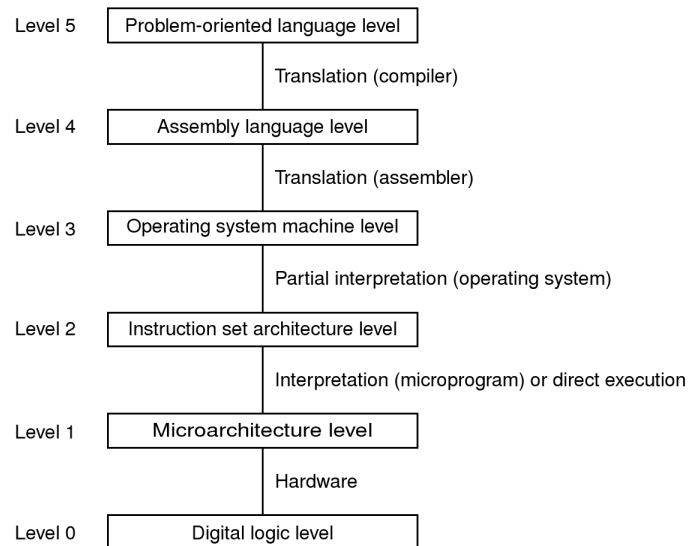 Level 5 Problem-oriented language level
Translation (compiler)
Level 4 Assembly language level
Translation (assembler)
Level 3 Operating system machine level
Partial interpretation (operating system)
Level 2 Instruction set architecture level
Interpretation (microprogram) or direct execution
Level 1 Microarchitecture level
Hardware
Level 0 Digital logic level